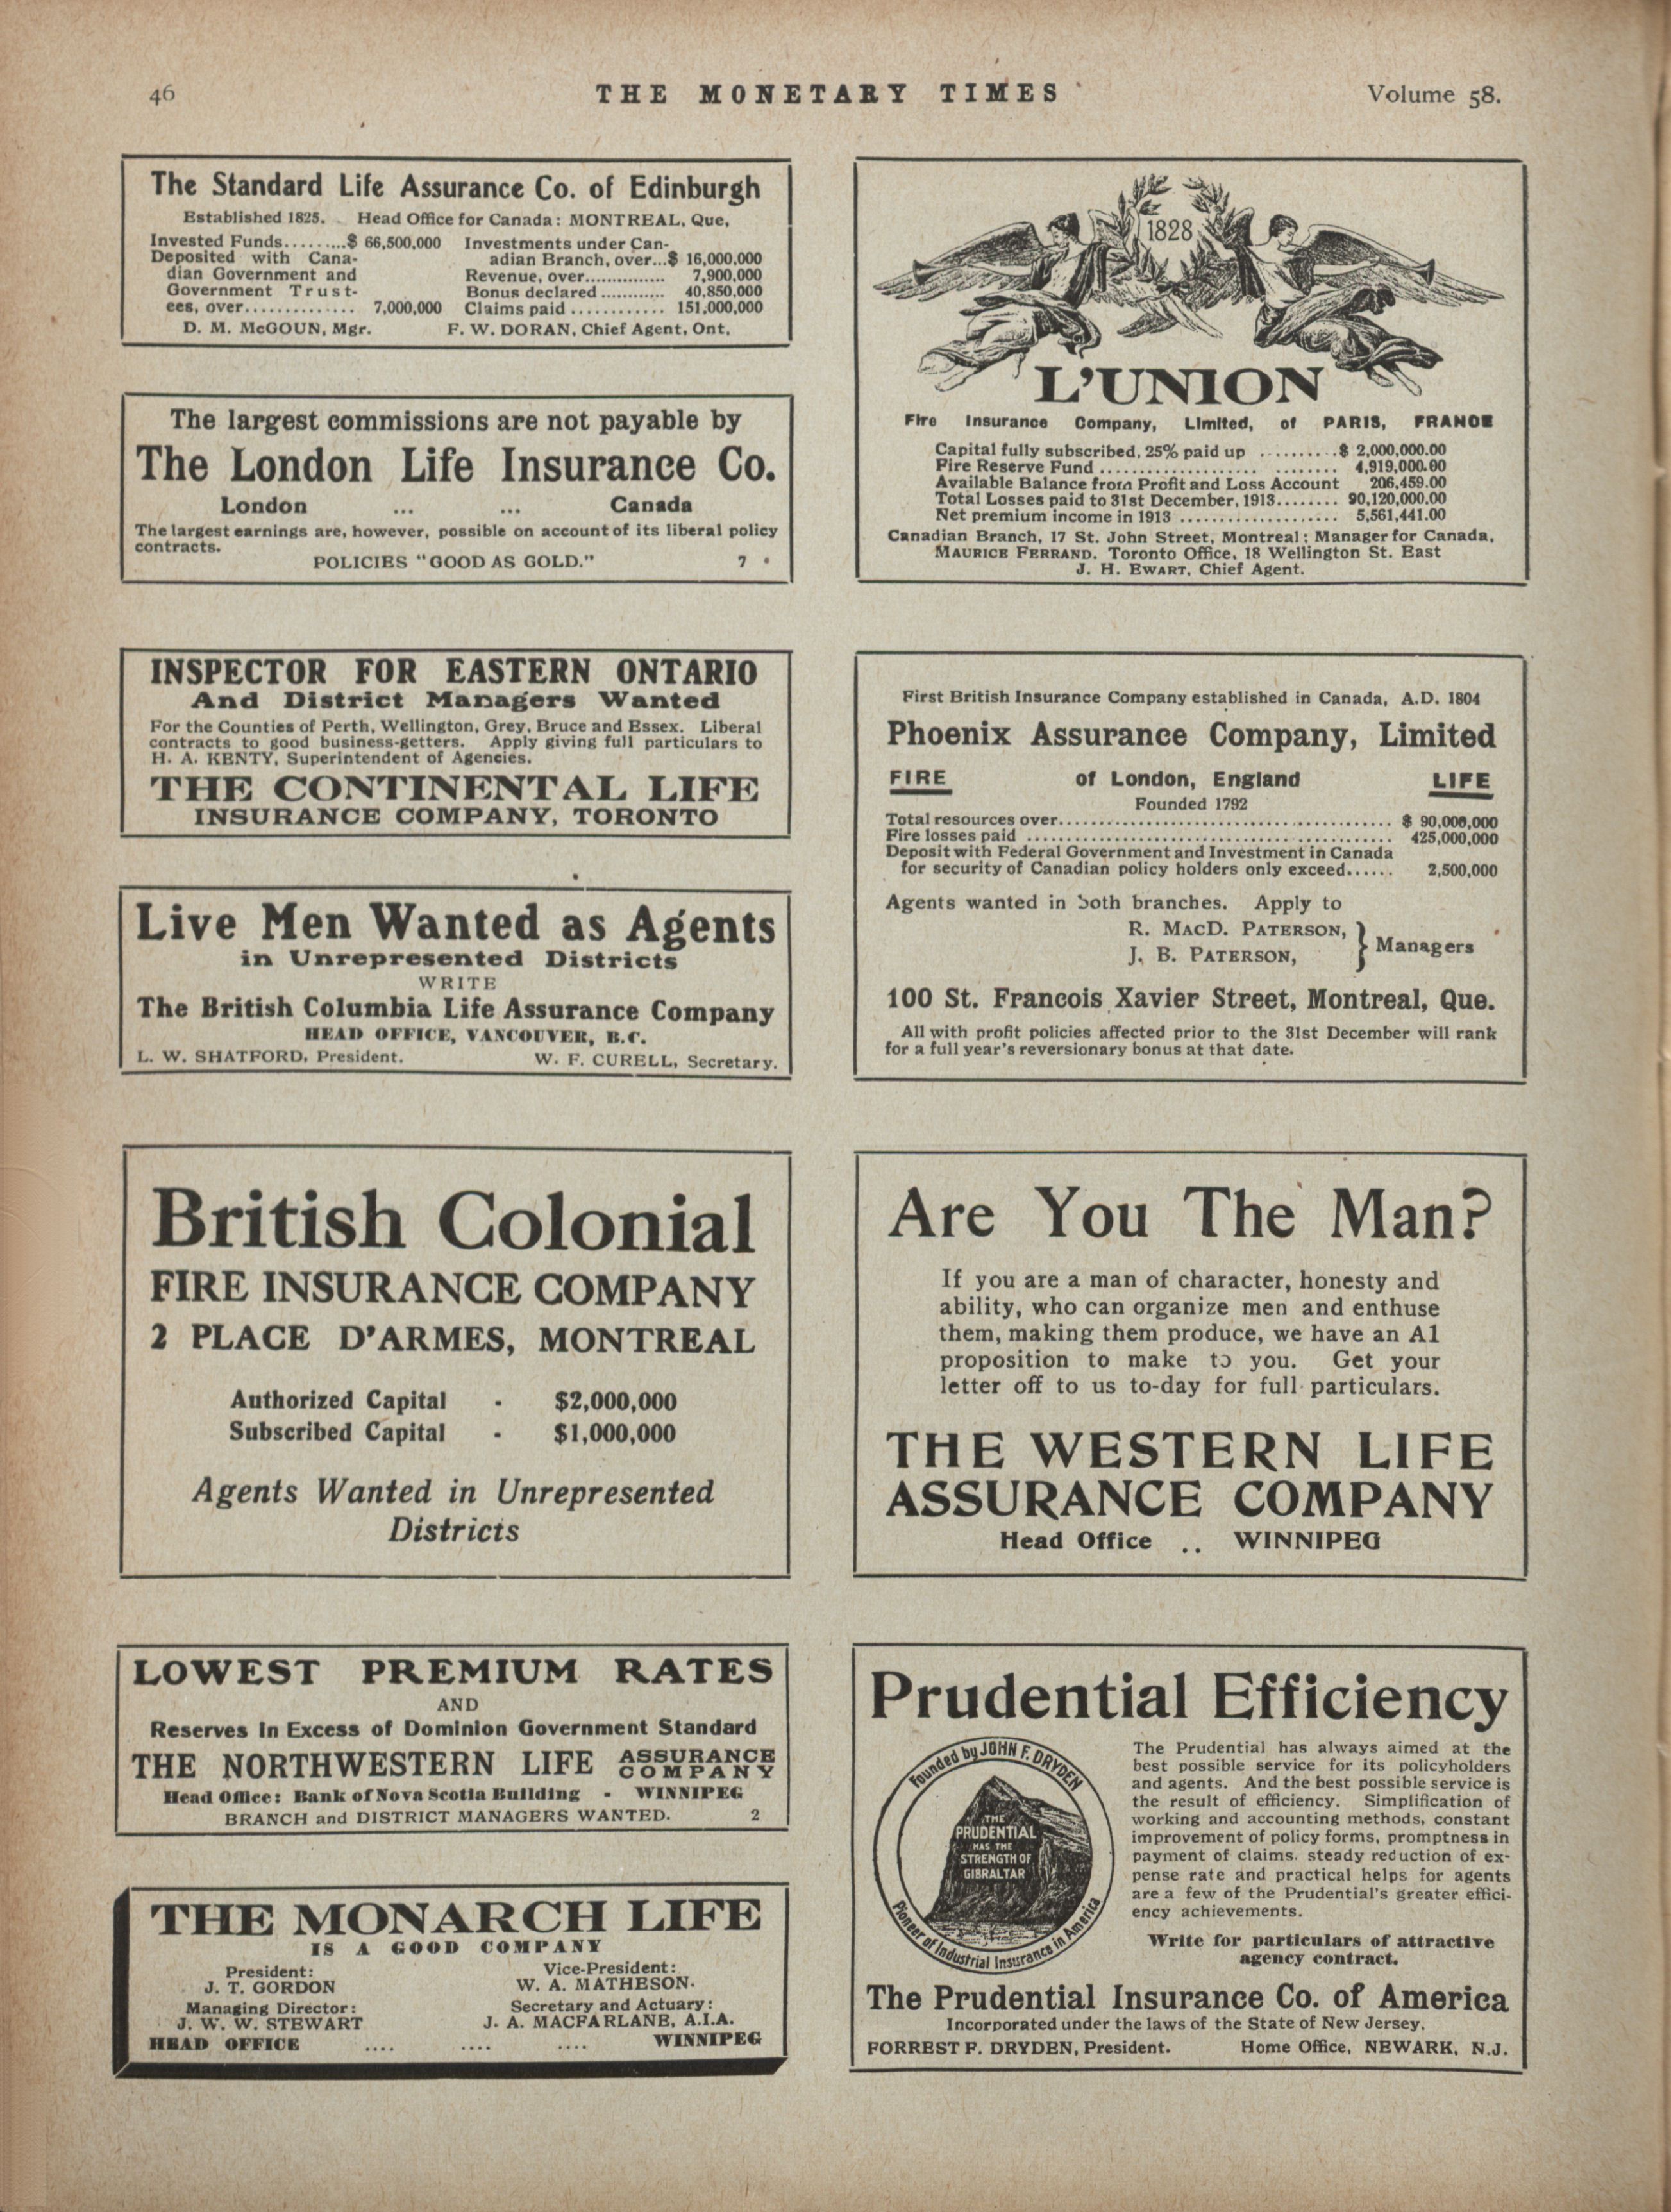 46
THE MONETARY TIMES
Volume 58.
The Standard Life Assurance Co. of Edinburgh
Established 1825. Head Office for Canada: MONTREAL, Que,
Invested Funds.........$ 66,500,000
Deposited with Cana-
dian Government and
Government Trust-
ees, over.............. 7,000,000
Investments under Can-
adian Branch, over...$ 16,000,000
Revenue, over............... 7,900,000
Bonus declared ............ 40,850,000
Claims paid ............ 151,000,000
D. M. McGOUN, Mgr. F. W. DORAN, Chief Agent, Ont.
The largest commissions are not payable by
The London Life Insurance Co.
London ... ... Canada
The largest earnings are, however, possible on account of its liberal policy
contracts.
POLICIES "GOOD AS GOLD." 7
INSPECTOR FOR EASTERN ONTARIO
And District Managers Wanted
For the Counties of Perth, Wellington, Grey, Bruce and Essex. Liberal
contracts to good business-getters. Apply giving full particulars to
H. A. KENTY, Superintendent of Agencies.
THE CONTINENTAL LIFE
INSURANCE COMPANY, TORONTO
Live Men Wanted as Agents
in Unrepresented Districts
WRITE
The British Columbia Life Assurance Company
HEAD OFFICE, VANCOUVER, B.C.
L. W. SHATFORD, President. W. F. CURELL, Secretary.
British Colonial
FIRE INSURANCE COMPANY
2 PLACE D'ARMES, MONTREAL
Authorized Capital - $2,000,000
Subscribed Capital - $1,000,000
Agents Wanted in Unrepresented
Districts
LOWEST PREMIUM RATES
AND
Reserves in Excess of Dominion Government Standard
THE NORTHWESTERN LIFE ASSURANCE
COMPANY
Head Office: Bank of Nova Scotia Building - WINNIPEG
BRANCH and DISTRICT MANAGERS WANTED. 2
THE MONARCH LIFE
IS A GOOD COMPANY
President:
J. T. GORDON
Vice-President:
W. A. MATHESON.
Managing Director:
J. W. W. STEWART
Secretary and Actuary:
J. A. MACFARLANE, A.I.A.
HEAD OFFICE .... .... .... WINNIPEG
1828
L'UNION
Fire Insurance Company, Limited, of PARIS, FRANCE
Capital fully subscribed, 25% paid up ..........$ 2,000,000.00
Fire Reserve Fund .................... ........ 4,919,000.00
Available Balance from Profit and Loss Account 206,459.00
Total Losses paid to 31st December, 1913........ 90,120,000.00
Net premium income in 1913 .................... 5,561,441.00
Canadian Branch, 17 St. John Street, Montreal; Manager for Canada,
MAURICE FERRAND. Toronto Office, 18 Wellington St. East
J. H. EWART, Chief Agent.
First British Insurance Company established in Canada, A.D. 1804
Phoenix Assurance Company, Limited
FIRE of London, England LIFE
Founded 1792
Total resources over............................................ $ 90,000,000
Fire losses paid ................................................ 425,000,000
Deposit with Federal Government and Investment in Canada
for security of Canadian policy holders only exceed...... 2,500,000
Agents wanted in both branches. Apply to
R. MACD. PATERSON,
J. B. PATERSON, } Managers
100 St. Francois Xavier Street, Montreal, Que.
All with profit policies affected prior to the 31st December will rank
for a full year's reversionary bonus at that date.
Are You The Man?
If you are a man of character, honesty and
ability, who can organize men and enthuse
them, making them produce, we have an A1
proposition to make to you. Get your
letter off to us to-day for full particulars.
THE WESTERN LIFE
ASSURANCE COMPANY
Head Office .. WINNIPEG
Prudential Efficiency
Founded by JOHN F. DRYDEN
THE
PRUDENTIAL
HAS THE
STRENGTH OF
GIBRALTAR
Pioneer of Industrial Insurance in America
The Prudential has always aimed at the
best possible service for its policyholders
and agents. And the best possible service is
the result of efficiency. Simplification of
working and accounting methods, constant
improvement of policy forms, promptness in
payment of claims, steady reduction of ex-
pense rate and practical helps for agents
are a few of the Prudential's greater effici-
ency achievements.
Write for particulars of attractive
agency contract.
The Prudential Insurance Co. of America
Incorporated under the laws of the State of New Jersey.
FORREST F. DRYDEN, President. Home Office, NEWARK, N.J.